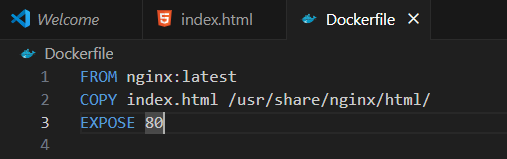 Welcome
index.html
Dockerfile
Dockerfile
1 FROM nginx:latest
2 COPY index.html /usr/share/nginx/html/
3 EXPOSE 80
4